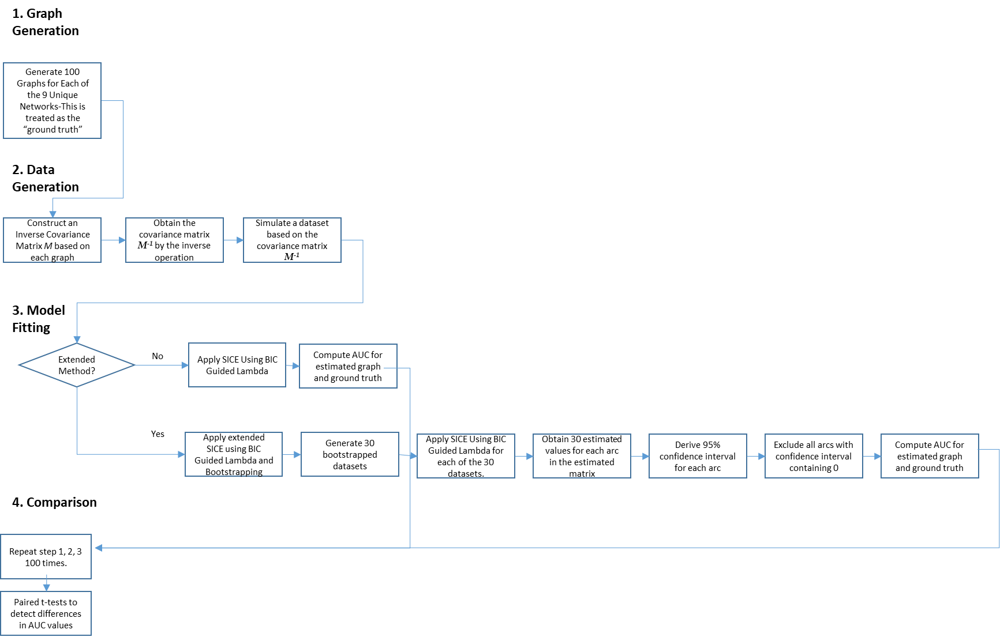 1. Graph
Generation
Generate 100
Graphs for Each of
the 9 Unique
Networks-This is
treated as the
“ground truth”
2. Data
Generation
Construct an
Inverse Covariance
Matrix M based on
each graph
Obtain the
covariance matrix
M-1 by the inverse
operation
Simulate a dataset
based on the
covariance matrix
M-1
3. Model
Fitting
Extended
Method?
No
Apply SICE Using BIC
Guided Lambda
Compute AUC for
estimated graph
and ground truth
Yes
Apply extended
SICE using BIC
Guided Lambda and
Bootstrapping
Generate 30
bootstrapped
datasets
Apply SICE Using BIC
Guided Lambda for
each of the 30
datasets.
Obtain 30 estimated
values for each arc
in the estimated
matrix
Derive 95%
confidence interval
for each arc
Exclude all arcs with
confidence interval
containing 0
Compute AUC for
estimated graph
and ground truth
4. Comparison
Repeat step 1, 2, 3
100 times.
Paired t-tests to
detect differences
in AUC values